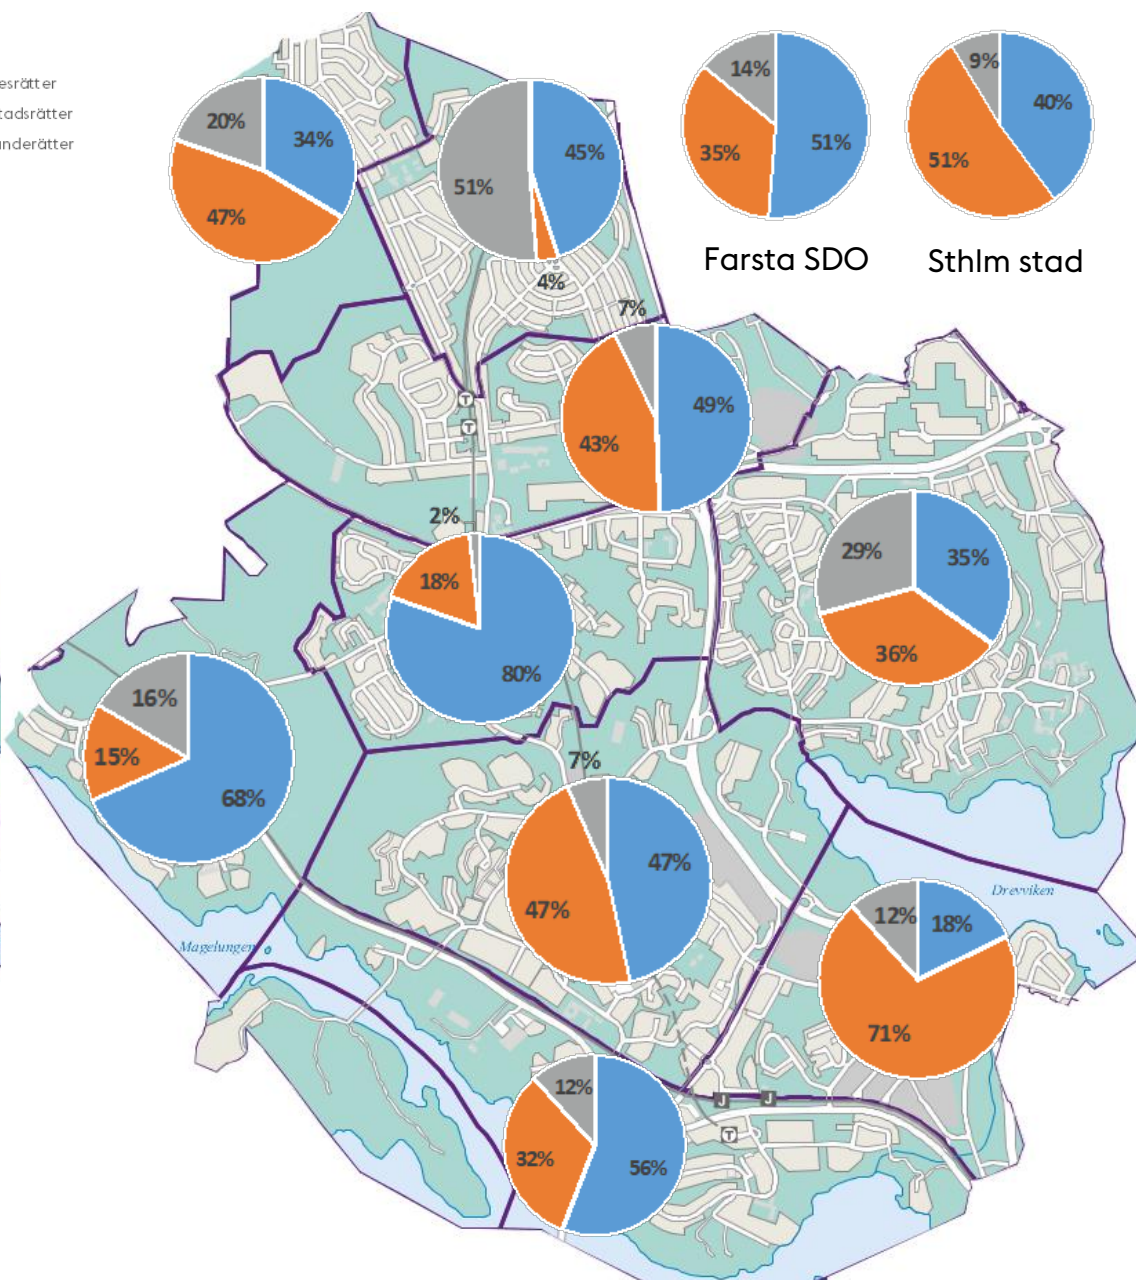 esrätter
tadsrätter
anderätter
14%
51%
35%
9%
40%
51%
Farsta SDO
Sthlm stad
20%
34%
47%
45%
51%
4%
7%
49%
43%
T
T
2%
18%
80%
29%
35%
36%
16%
15%
68%
7%
47%
47%
Drevviken
Magelungen
12%
18%
71%
12%
32%
56%
J
J
T